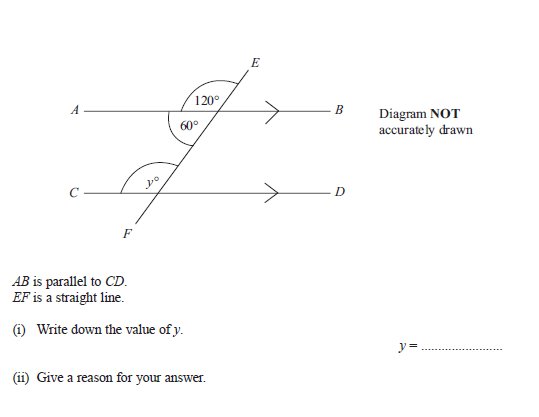 E
120°
A
B
60°
Diagram NOT
accurately drawn
y°
C
D
F
AB is parallel to CD.
EF is a straight line.
(i) Write down the value of y.
y = ........................
(ii) Give a reason for your answer.